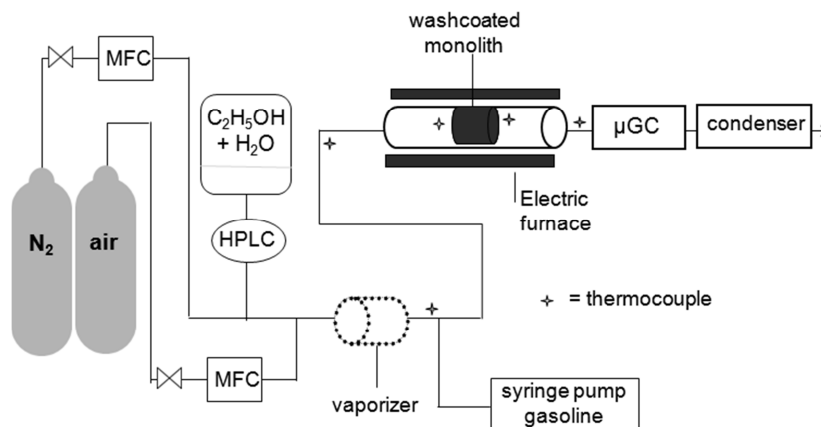 washcoated
monolith
MFC
C₂H₅OH
+ H₂O
μGC
condenser
Electric
furnace
N₂
air
HPLC
= thermocouple
MFC
vaporizer
syringe pump
gasoline